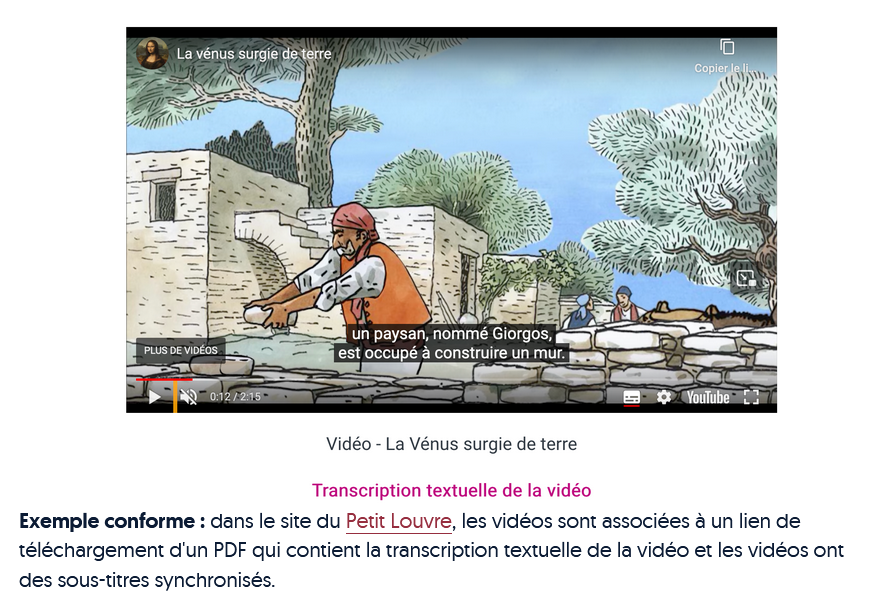 La vénus surgie de terre
Copier le li...
un paysan, nommé Giorgos,
est occupé à construire un mur.
PLUS DE VIDÉOS
0:12 / 2:15
YouTube
Vidéo - La Vénus surgie de terre
Transcription textuelle de la vidéo
Exemple conforme : dans le site du Petit Louvre, les vidéos sont associées à un lien de
téléchargement d'un PDF qui contient la transcription textuelle de la vidéo et les vidéos ont
des sous-titres synchronisés.